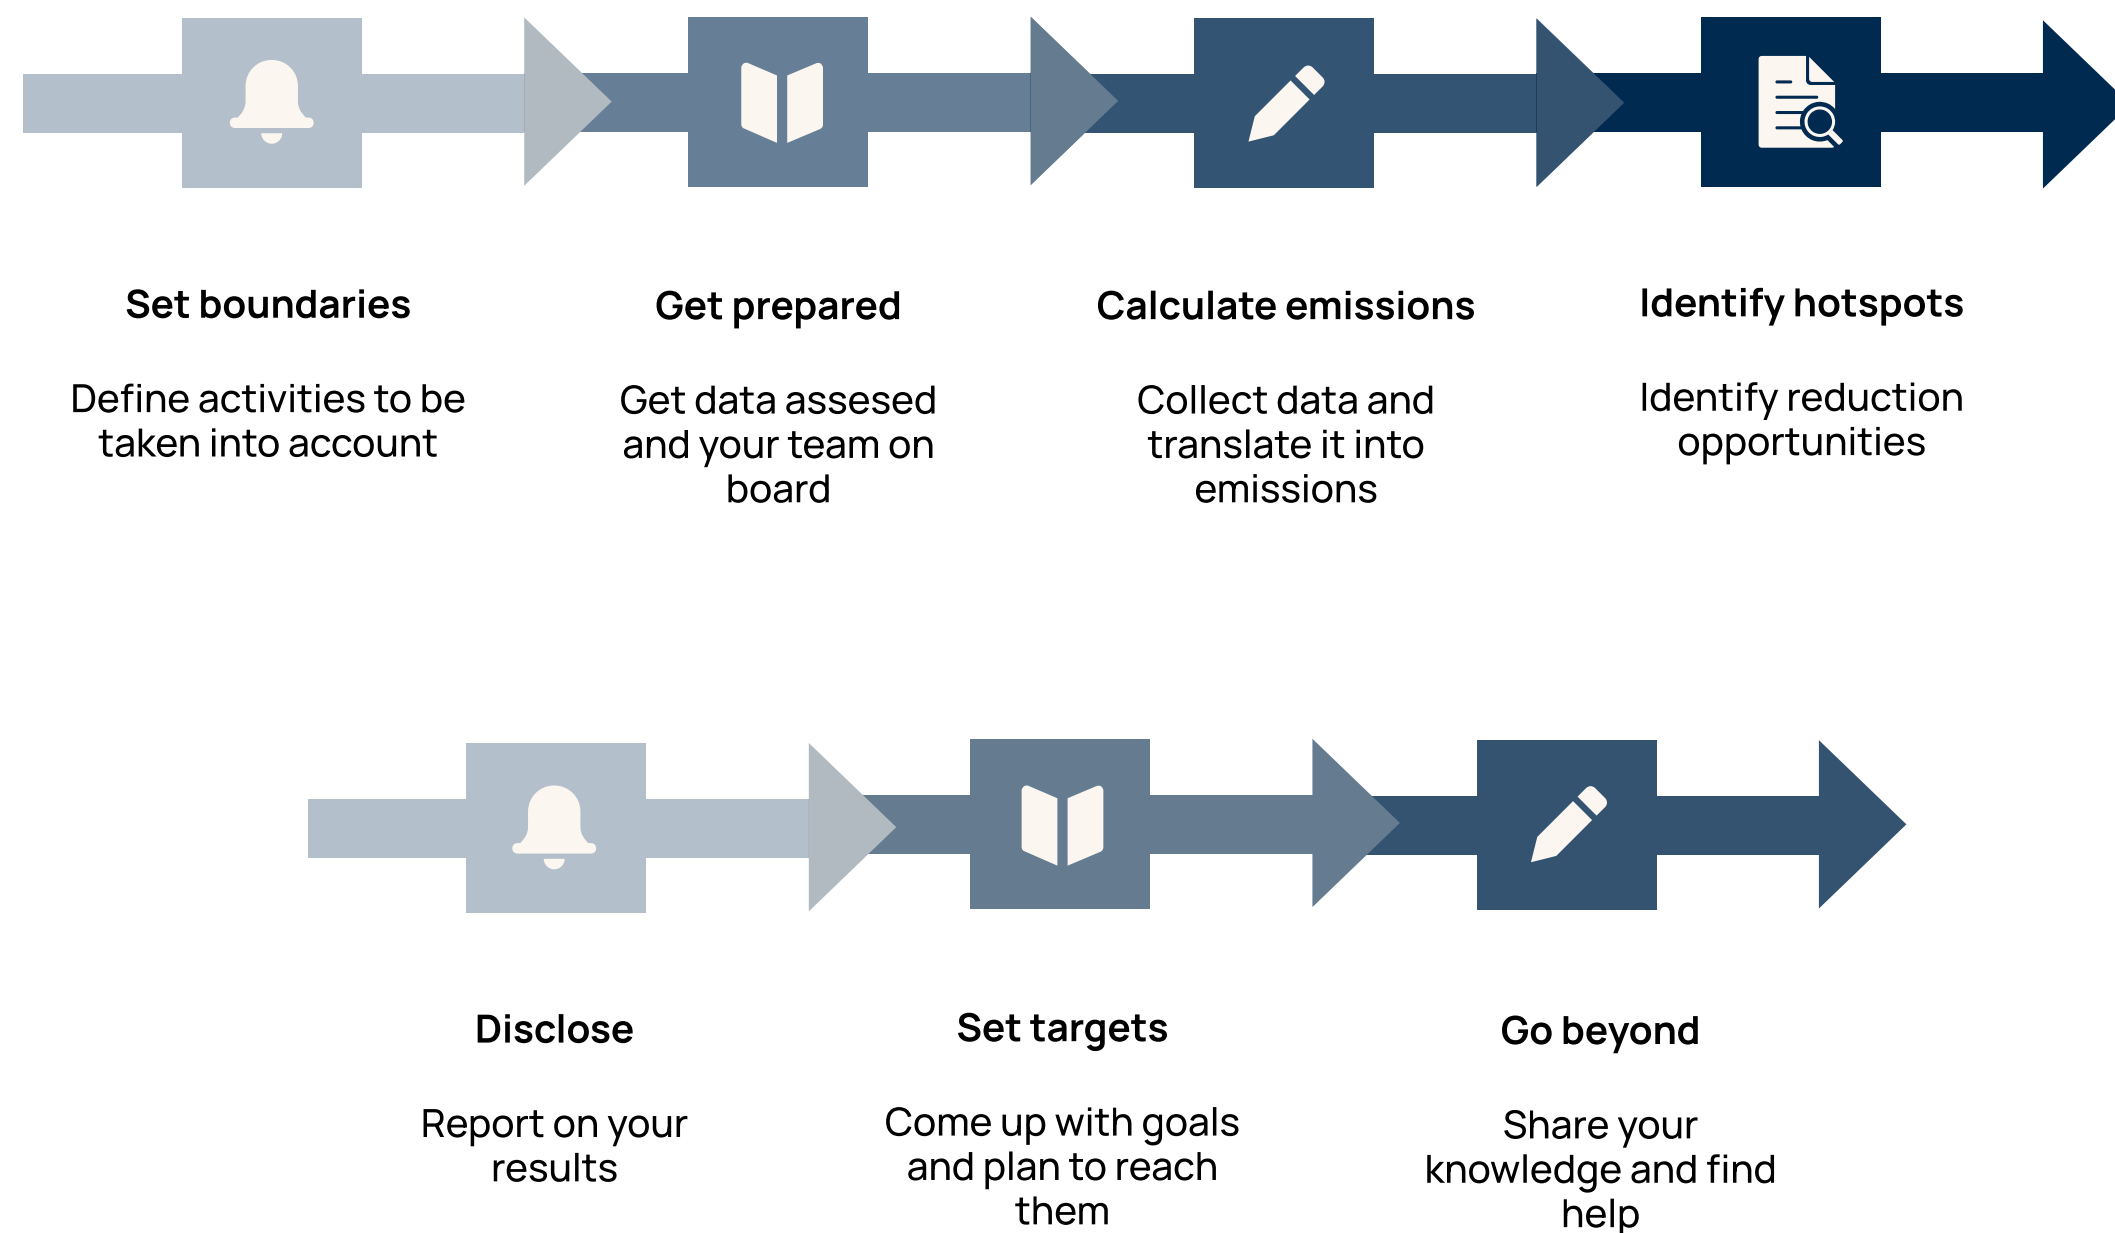 Set boundaries
Define activities to be
taken into account
Get prepared
Get data assesed
and your team on
board
Calculate emissions
Collect data and
translate it into
emissions
Identify hotspots
Identify reduction
opportunities
Disclose
Report on your
results
Set targets
Come up with goals
and plan to reach
them
Go beyond
Share your
knowledge and find
help